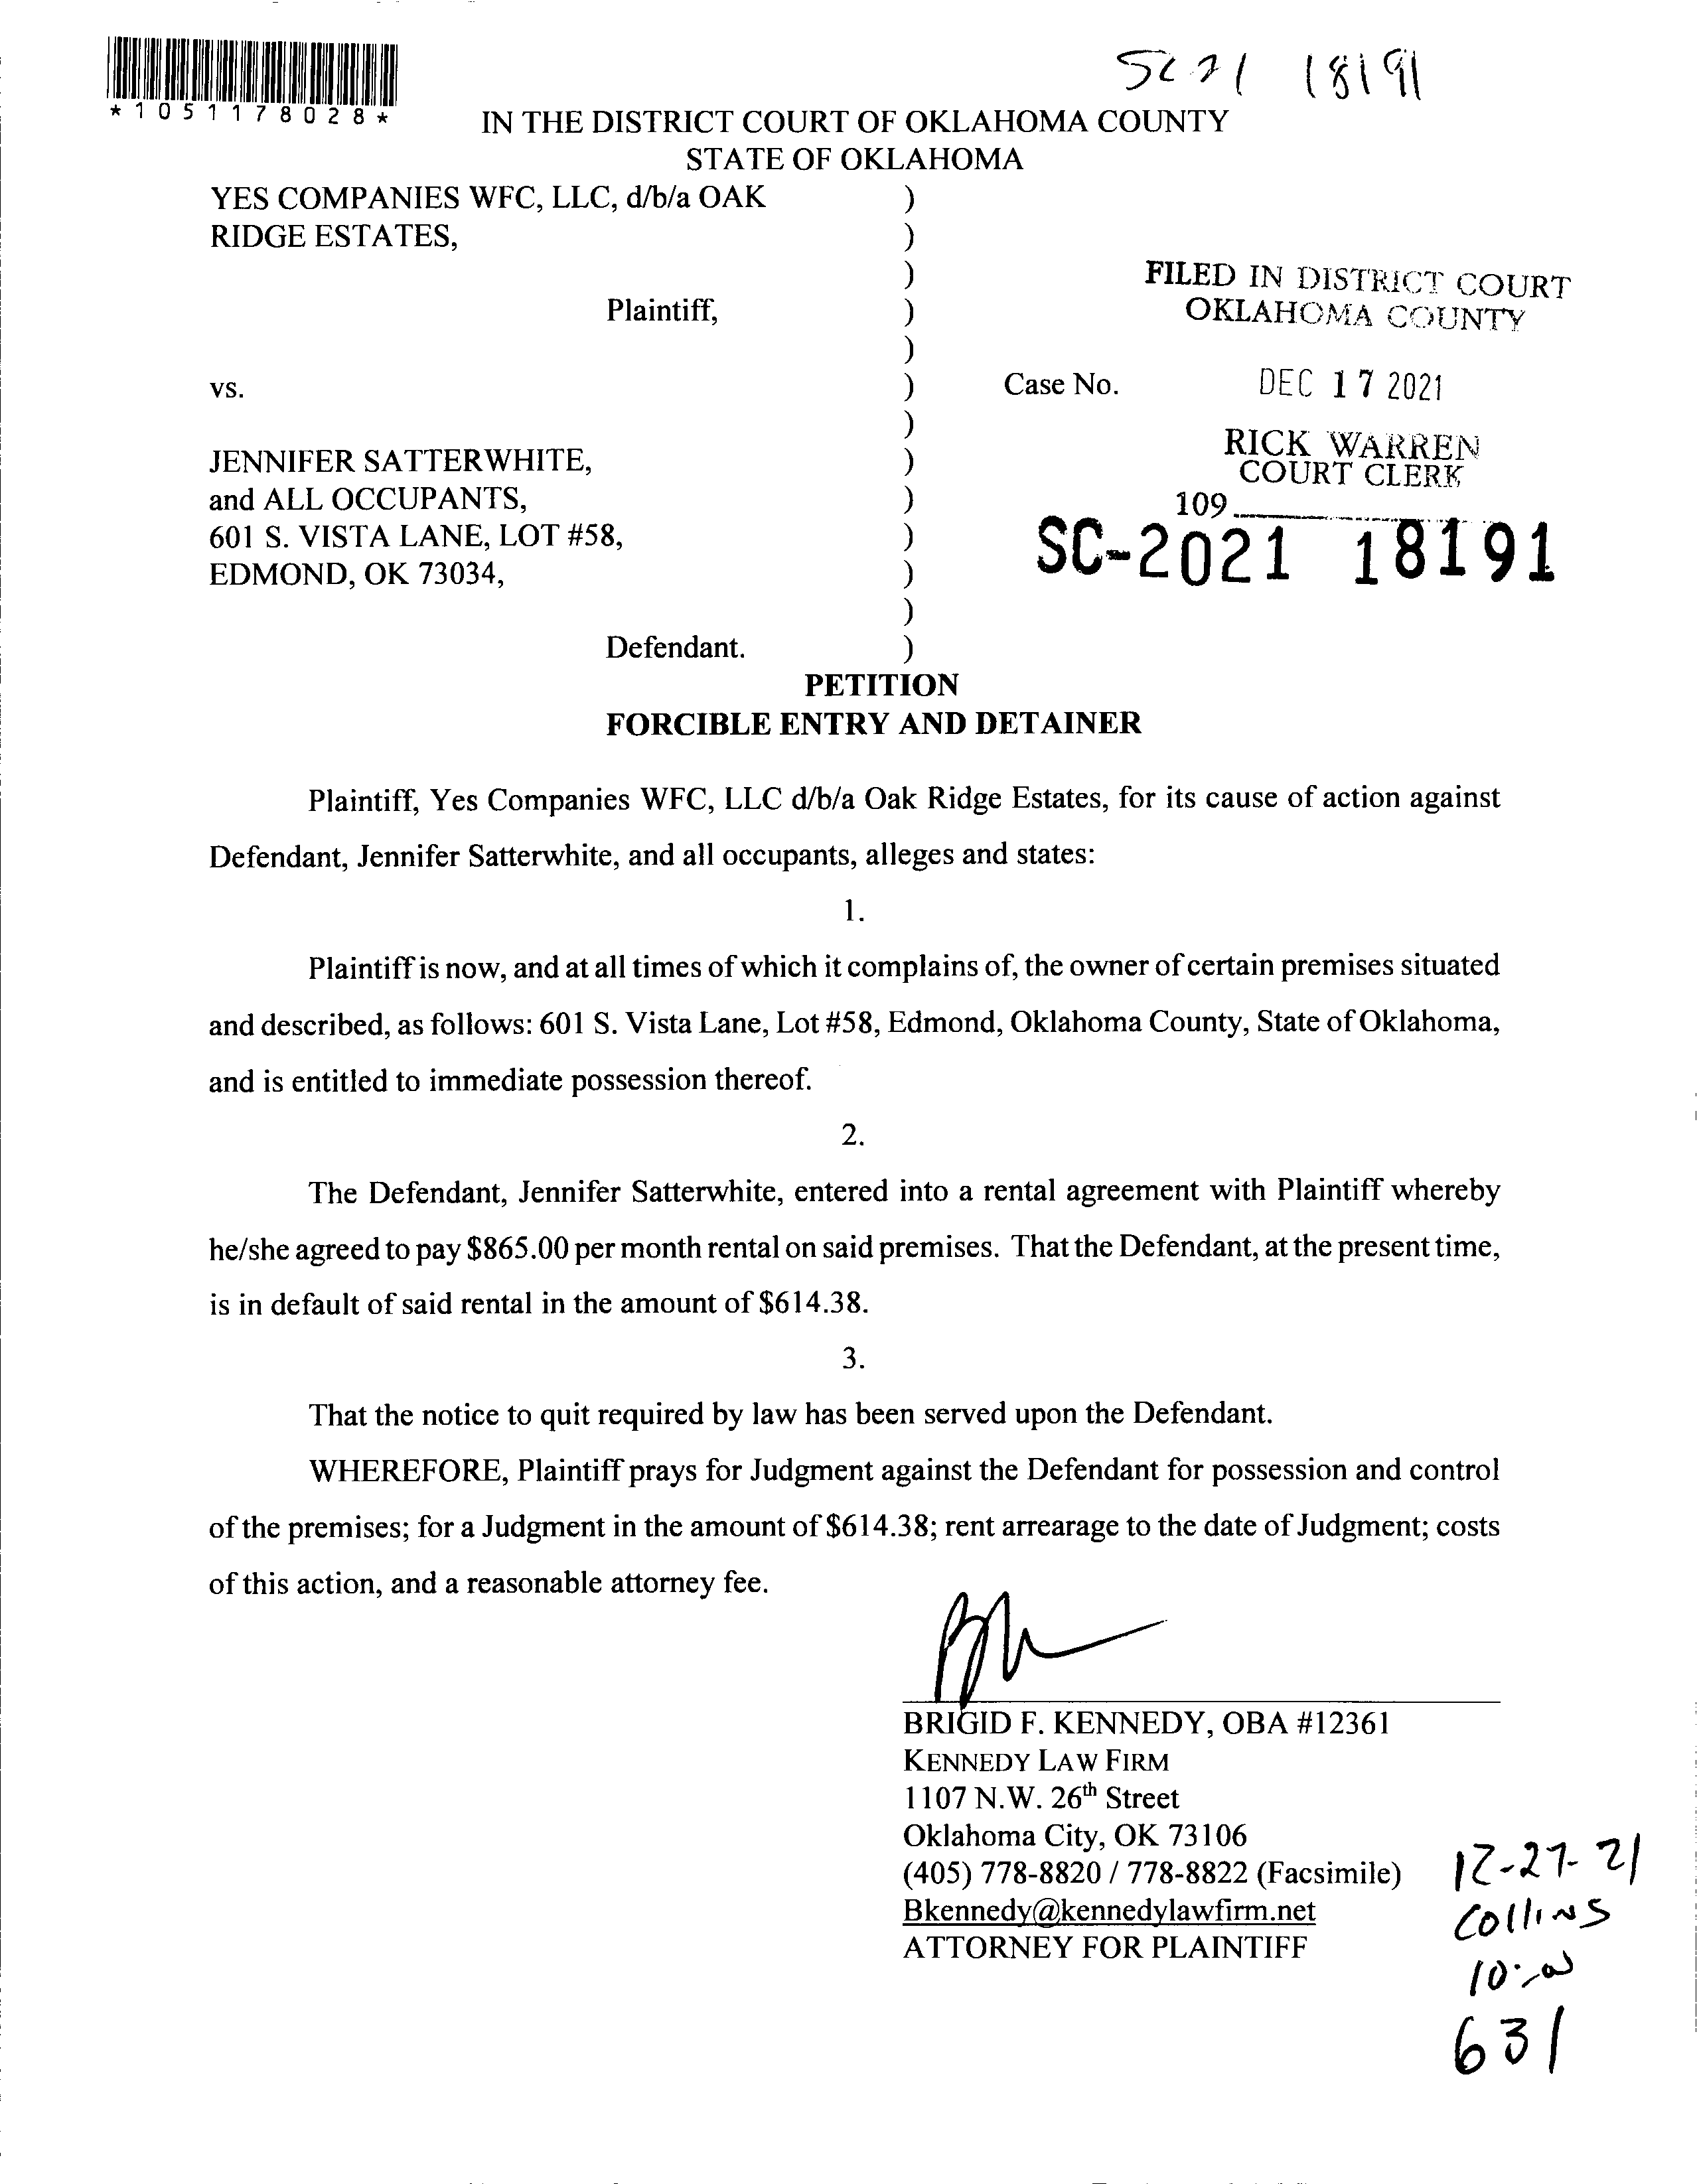 SC 21 18191
*1051178028*
IN THE DISTRICT COURT OF OKLAHOMA COUNTY
STATE OF OKLAHOMA
YES COMPANIES WFC, LLC, d/b/a OAK )
RIDGE ESTATES, )
)
FILED IN DISTRICT COURT
OKLAHOMA COUNTY
Plaintiff, )
)
vs. ) Case No. DEC 17 2021
)
RICK WARREN
COURT CLERK
JENNIFER SATTERWHITE, )
and ALL OCCUPANTS, )
109
601 S. VISTA LANE, LOT #58, )
SC-2021 18191
EDMOND, OK 73034, )
)
Defendant. )
PETITION
FORCIBLE ENTRY AND DETAINER
Plaintiff, Yes Companies WFC, LLC d/b/a Oak Ridge Estates, for its cause of action against
Defendant, Jennifer Satterwhite, and all occupants, alleges and states:
1.
Plaintiff is now, and at all times of which it complains of, the owner of certain premises situated
and described, as follows: 601 S. Vista Lane, Lot #58, Edmond, Oklahoma County, State of Oklahoma,
and is entitled to immediate possession thereof.
2.
The Defendant, Jennifer Satterwhite, entered into a rental agreement with Plaintiff whereby
he/she agreed to pay $865.00 per month rental on said premises. That the Defendant, at the present time,
is in default of said rental in the amount of $614.38.
3.
That the notice to quit required by law has been served upon the Defendant.
WHEREFORE, Plaintiff prays for Judgment against the Defendant for possession and control
of the premises; for a Judgment in the amount of $614.38; rent arrearage to the date of Judgment; costs
of this action, and a reasonable attorney fee.
BRIGID F. KENNEDY, OBA #12361
KENNEDY LAW FIRM
1107 N.W. 26th Street
Oklahoma City, OK 73106
(405) 778-8820 / 778-8822 (Facsimile)
Bkennedy@kennedylawfirm.net
ATTORNEY FOR PLAINTIFF
12-27-21
Collins
10:00
631